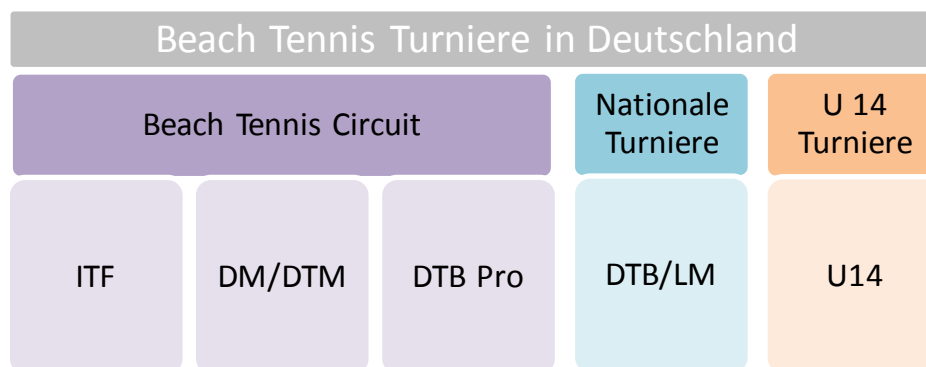 Beach Tennis Turniere in Deutschland
Beach Tennis Circuit
Nationale
Turniere
U 14
Turniere
ITF
DM/DTM
DTB Pro
DTB/LM
U14